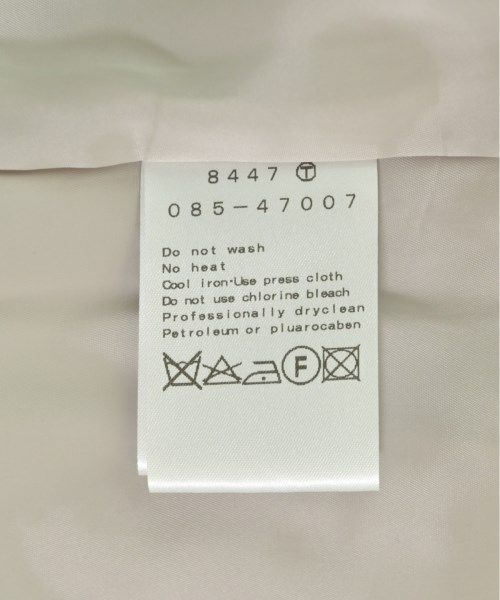 8447 Ⓣ
085-47007
Do not wash
No heat
Cool iron·Use press cloth
Do not use chlorine bleach
Professionally dryclean
Petroleum or pluarocaben
F